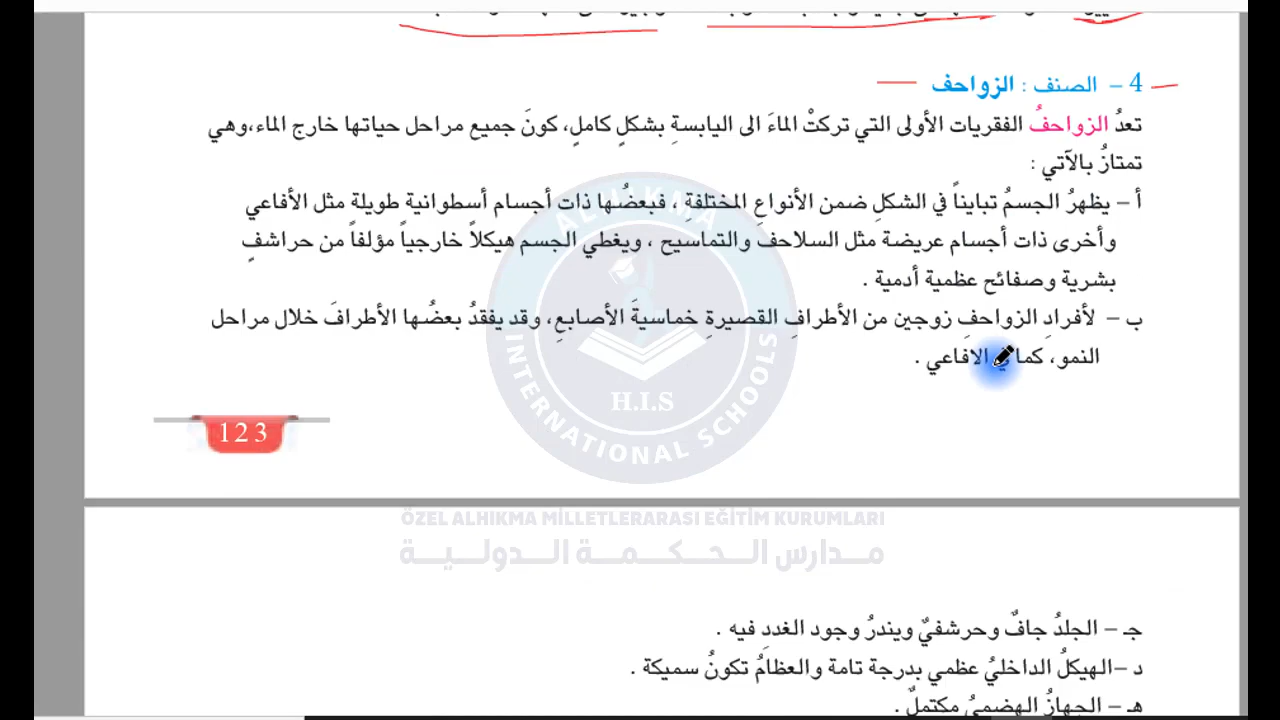 4 - الصنف : الزواحف
تعدُ الزواحفُ الفقريات الأولى التي تركتْ الماءَ الى اليابسةِ بشكلٍ كاملٍ، كونَ جميع مراحل حياتها خارج الماء،وهي
تمتازُ بالآتي :
أ – يظهرُ الجسمُ تبايناً في الشكلِ ضمن الأنواعِ المختلفةِ ، فبعضُها ذات أجسام أسطوانية طويلة مثل الأفاعي
وأخرى ذات أجسام عريضة مثل السلاحف والتماسيح ، ويغطي الجسم هيكلاً خارجياً مؤلفاً من حراشفٍ
بشرية وصفائح عظمية أدمية .
ب – لأفرادِ الزواحفِ زوجين من الأطرافِ القصيرةِ خماسيةَ الأصابعِ، وقد يفقدُ بعضُها الأطرافَ خلال مراحل
النمو، كما الافاعي .
123
ALHIKMA
H.I.S
INTERNATIONAL SCHOOLS
ÖZEL ALHIKMA MİLLETLERARASI EĞİTİM KURUMLARI
مدارس الحكمة الدولية
جـ – الجلدُ جافٌ وحرشفيٌ ويندرُ وجود الغددِ فيه .
د –الهيكلُ الداخليُ عظمي بدرجة تامة والعظامُ تكونُ سميكة .
هـ – الجهازُ الهضميُ مكتملٌ .